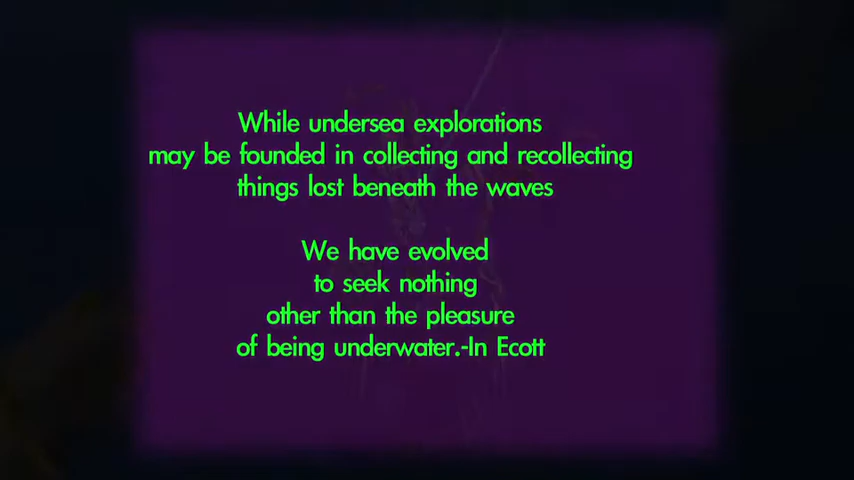 While undersea explorations
may be founded in collecting and recollecting
things lost beneath the waves
We have evolved
to seek nothing
other than the pleasure
of being underwater.-In Ecott